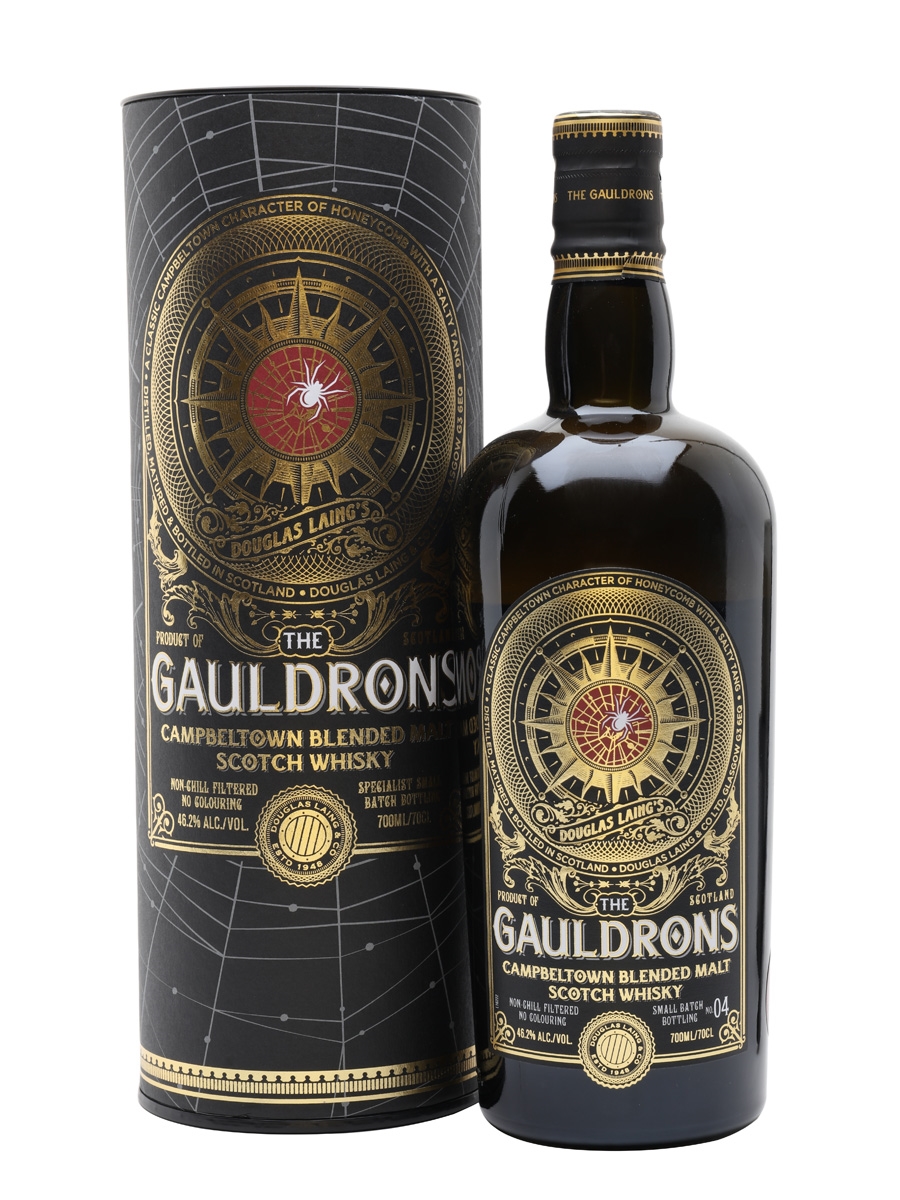 A CLASSIC CAMPBELTOWN CHARACTER OF HONEYCOMB WITH A SALTY TANG •
GOW G3 6EQ
• DISTILLED, MATURED & BOTTLED IN SCOTLAND • DOUGLAS LAING &
DOUGLAS LAING'S
PRODUCT OF
SCOTLAND
THE
GAULDRONS
CAMPBELTOWN BLENDED MALT
SCOTCH WHISKY
NON-CHILL FILTERED
NO COLOURING
46.2% ALC./VOL.
SPECIALIST SMALL
BATCH BOTTLING
700ML/70CL
DOUGLAS LAING & CO
ESTD 1948
THE GAULDRONS
• A CLASSIC CAMPBELTOWN CHARACTER OF HONEYCOMB WITH A SALTY TANG •
DISTILLED, MATURED & BOTTLED IN SCOTLAND • DOUGLAS LAING & CO LTD, GLASGOW G3 6EQ
DOUGLAS LAING'S
PRODUCT OF
SCOTLAND
THE
GAULDRONS
CAMPBELTOWN BLENDED MALT
SCOTCH WHISKY
NON-CHILL FILTERED
NO COLOURING
46.2% ALC./VOL.
SMALL BATCH
BOTTLING
NO. 04
700ML/70CL
DOUGLAS LAING & CO
ESTD 1948